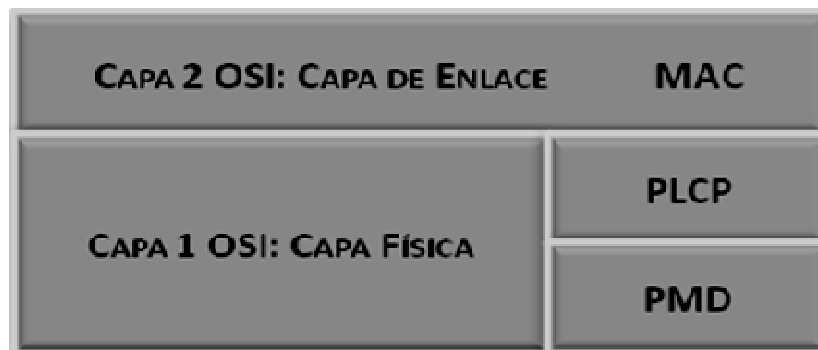 CAPA 2 OSI: CAPA DE ENLACE MAC
PLCP
CAPA 1 OSI: CAPA FÍSICA
PMD